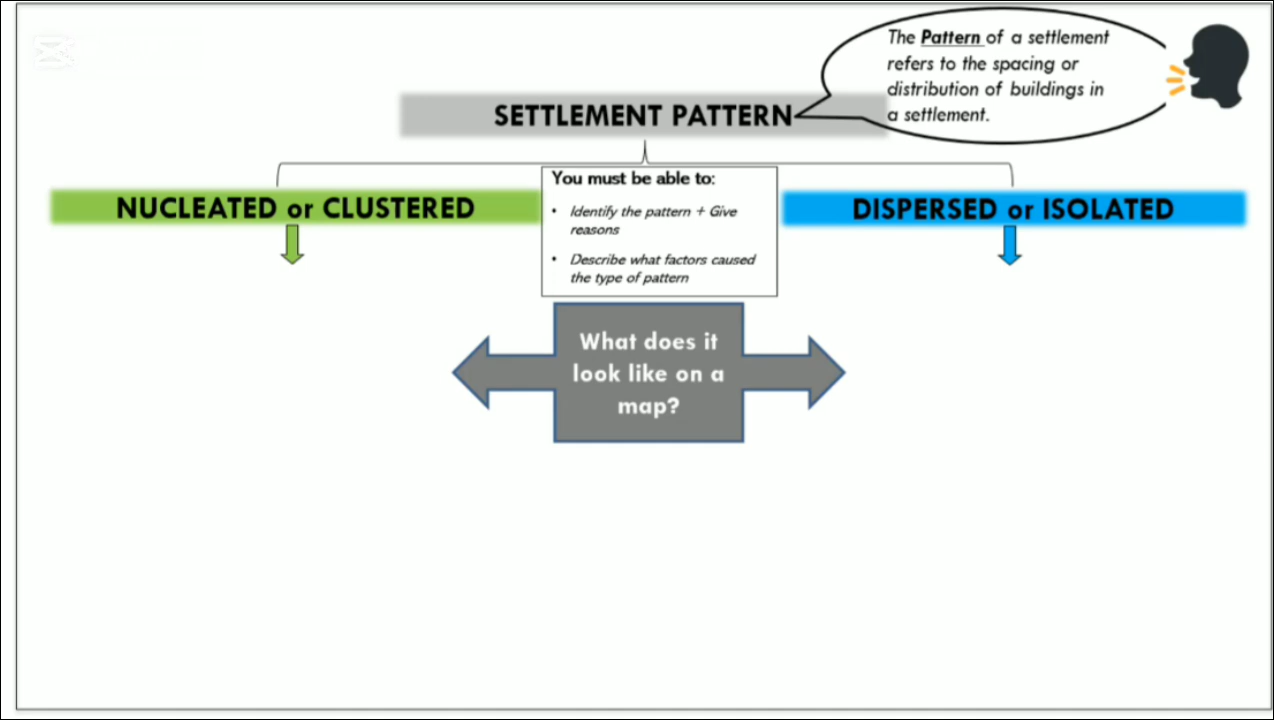 The Pattern of a settlement
refers to the spacing or
distribution of buildings in
a settlement.
SETTLEMENT PATTERN
NUCLEATED or CLUSTERED
You must be able to:
• Identify the pattern + Give
reasons
• Describe what factors caused
the type of pattern
DISPERSED or ISOLATED
What does it
look like on a
map?